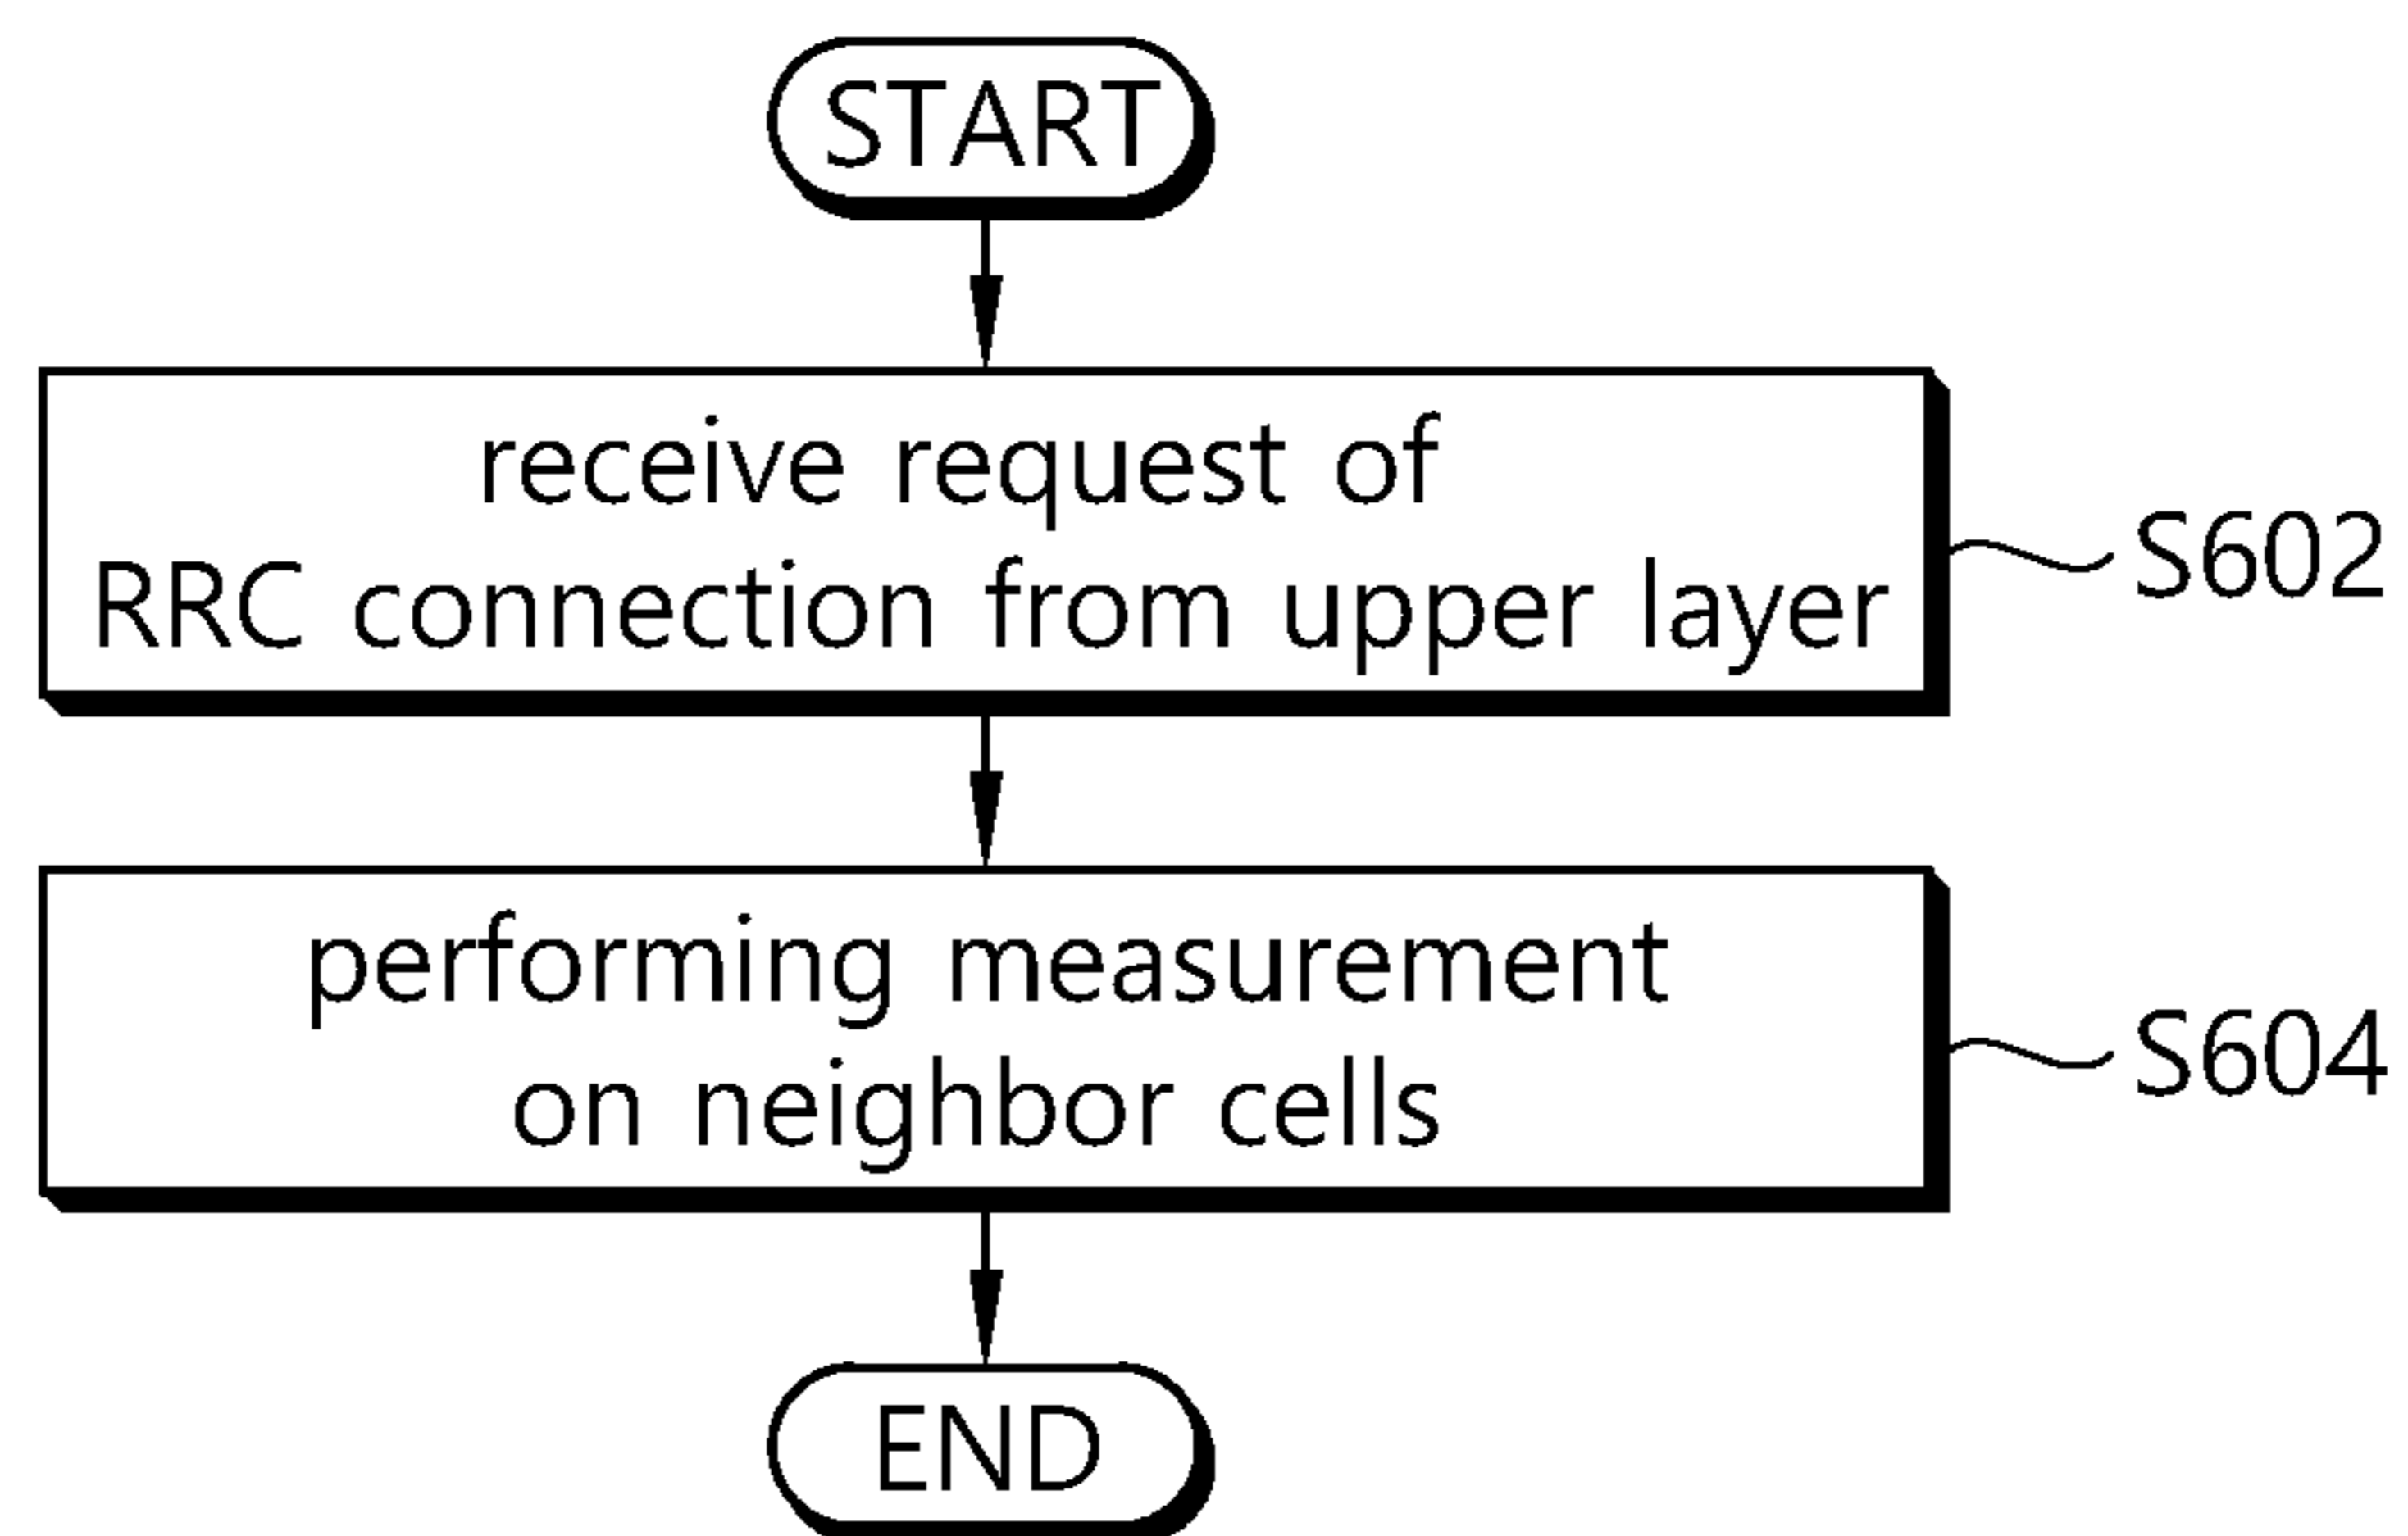 START
receive request of
RRC connection from upper layer
S602
performing measurement
on neighbor cells
S604
END